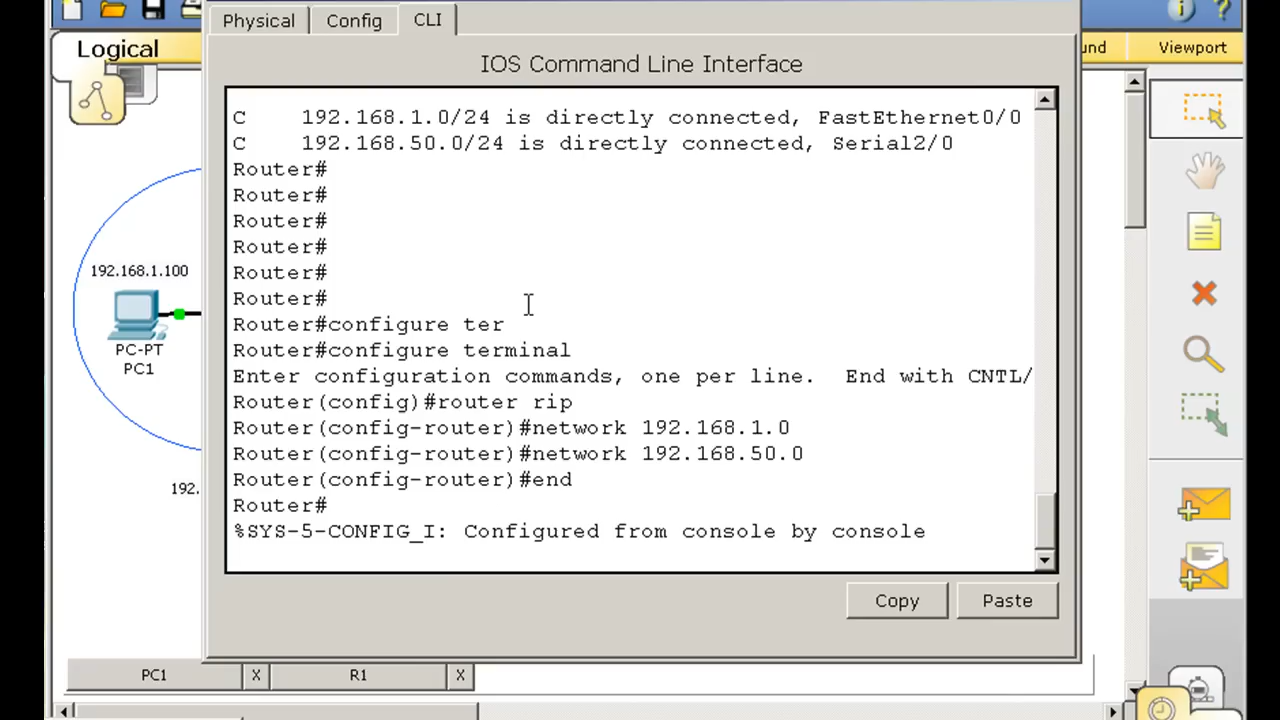 Physical
Config
CLI
Logical
Viewport
IOS Command Line Interface
C 192.168.1.0/24 is directly connected, FastEthernet0/0
C 192.168.50.0/24 is directly connected, Serial2/0
Router#
Router#
Router#
Router#
Router#
Router#
Router#configure ter
Router#configure terminal
Enter configuration commands, one per line. End with CNTL/
Router(config)#router rip
Router(config-router)#network 192.168.1.0
Router(config-router)#network 192.168.50.0
Router(config-router)#end
Router#
%SYS-5-CONFIG_I: Configured from console by console
Copy
Paste
192.168.1.100
PC-PT
PC1
192.
PC1
X
R1
X